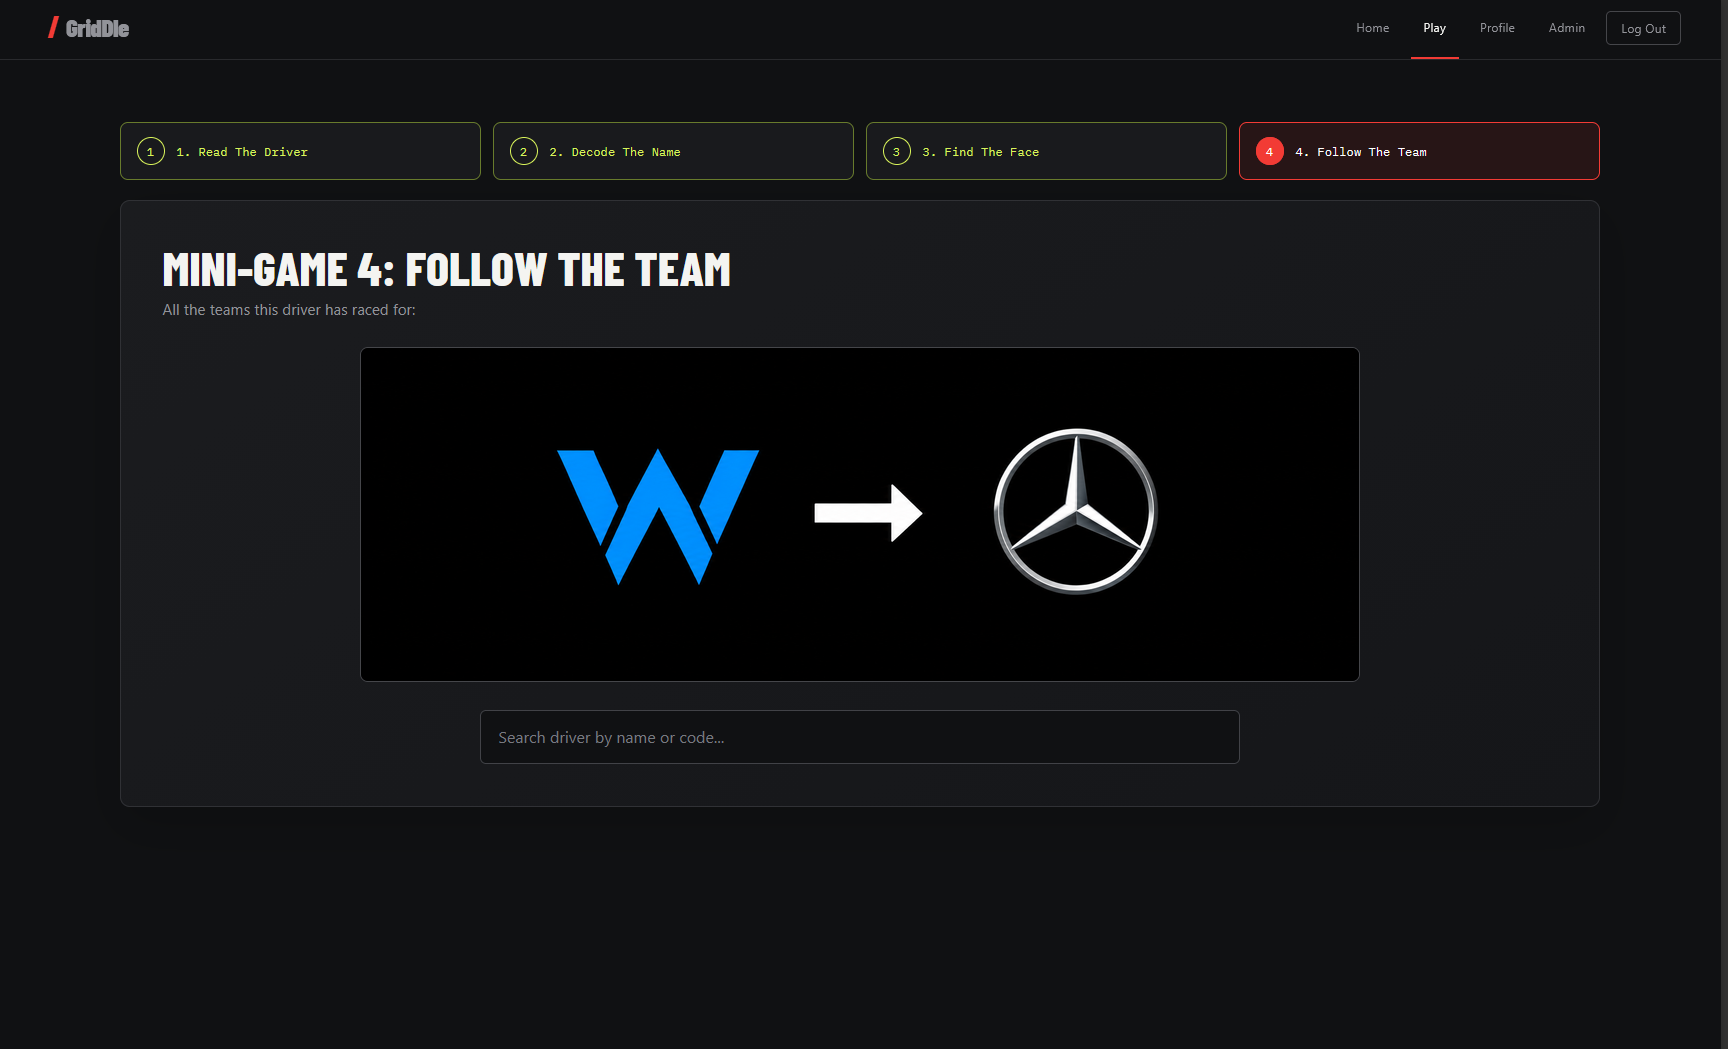 / GridDle
Home
Play
Profile
Admin
Log Out
1
1. Read The Driver
2
2. Decode The Name
3
3. Find The Face
4
4. Follow The Team
MINI-GAME 4: FOLLOW THE TEAM
All the teams this driver has raced for:
Search driver by name or code...